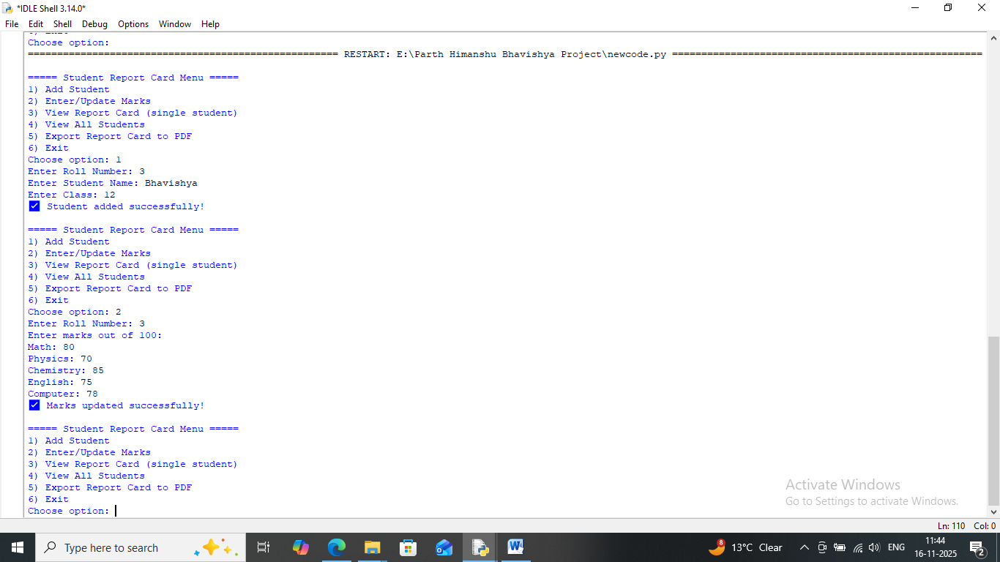 *IDLE Shell 3.14.0*
File Edit Shell Debug Options Window Help
Choose option:
===================================================== RESTART: E:\Parth Himanshu Bhavishya Project\newcode.py =====================================================
===== Student Report Card Menu =====
1) Add Student
2) Enter/Update Marks
3) View Report Card (single student)
4) View All Students
5) Export Report Card to PDF
6) Exit
Choose option: 1
Enter Roll Number: 3
Enter Student Name: Bhavishya
Enter Class: 12
✅ Student added successfully!
===== Student Report Card Menu =====
1) Add Student
2) Enter/Update Marks
3) View Report Card (single student)
4) View All Students
5) Export Report Card to PDF
6) Exit
Choose option: 2
Enter Roll Number: 3
Enter marks out of 100:
Math: 80
Physics: 70
Chemistry: 85
English: 75
Computer: 78
✅ Marks updated successfully!
===== Student Report Card Menu =====
1) Add Student
2) Enter/Update Marks
3) View Report Card (single student)
4) View All Students
5) Export Report Card to PDF
6) Exit
Choose option:
Activate Windows
Go to Settings to activate Windows.
Ln: 110 Col: 0
Type here to search
8
13°C Clear
ENG
11:44
16-11-2025
2